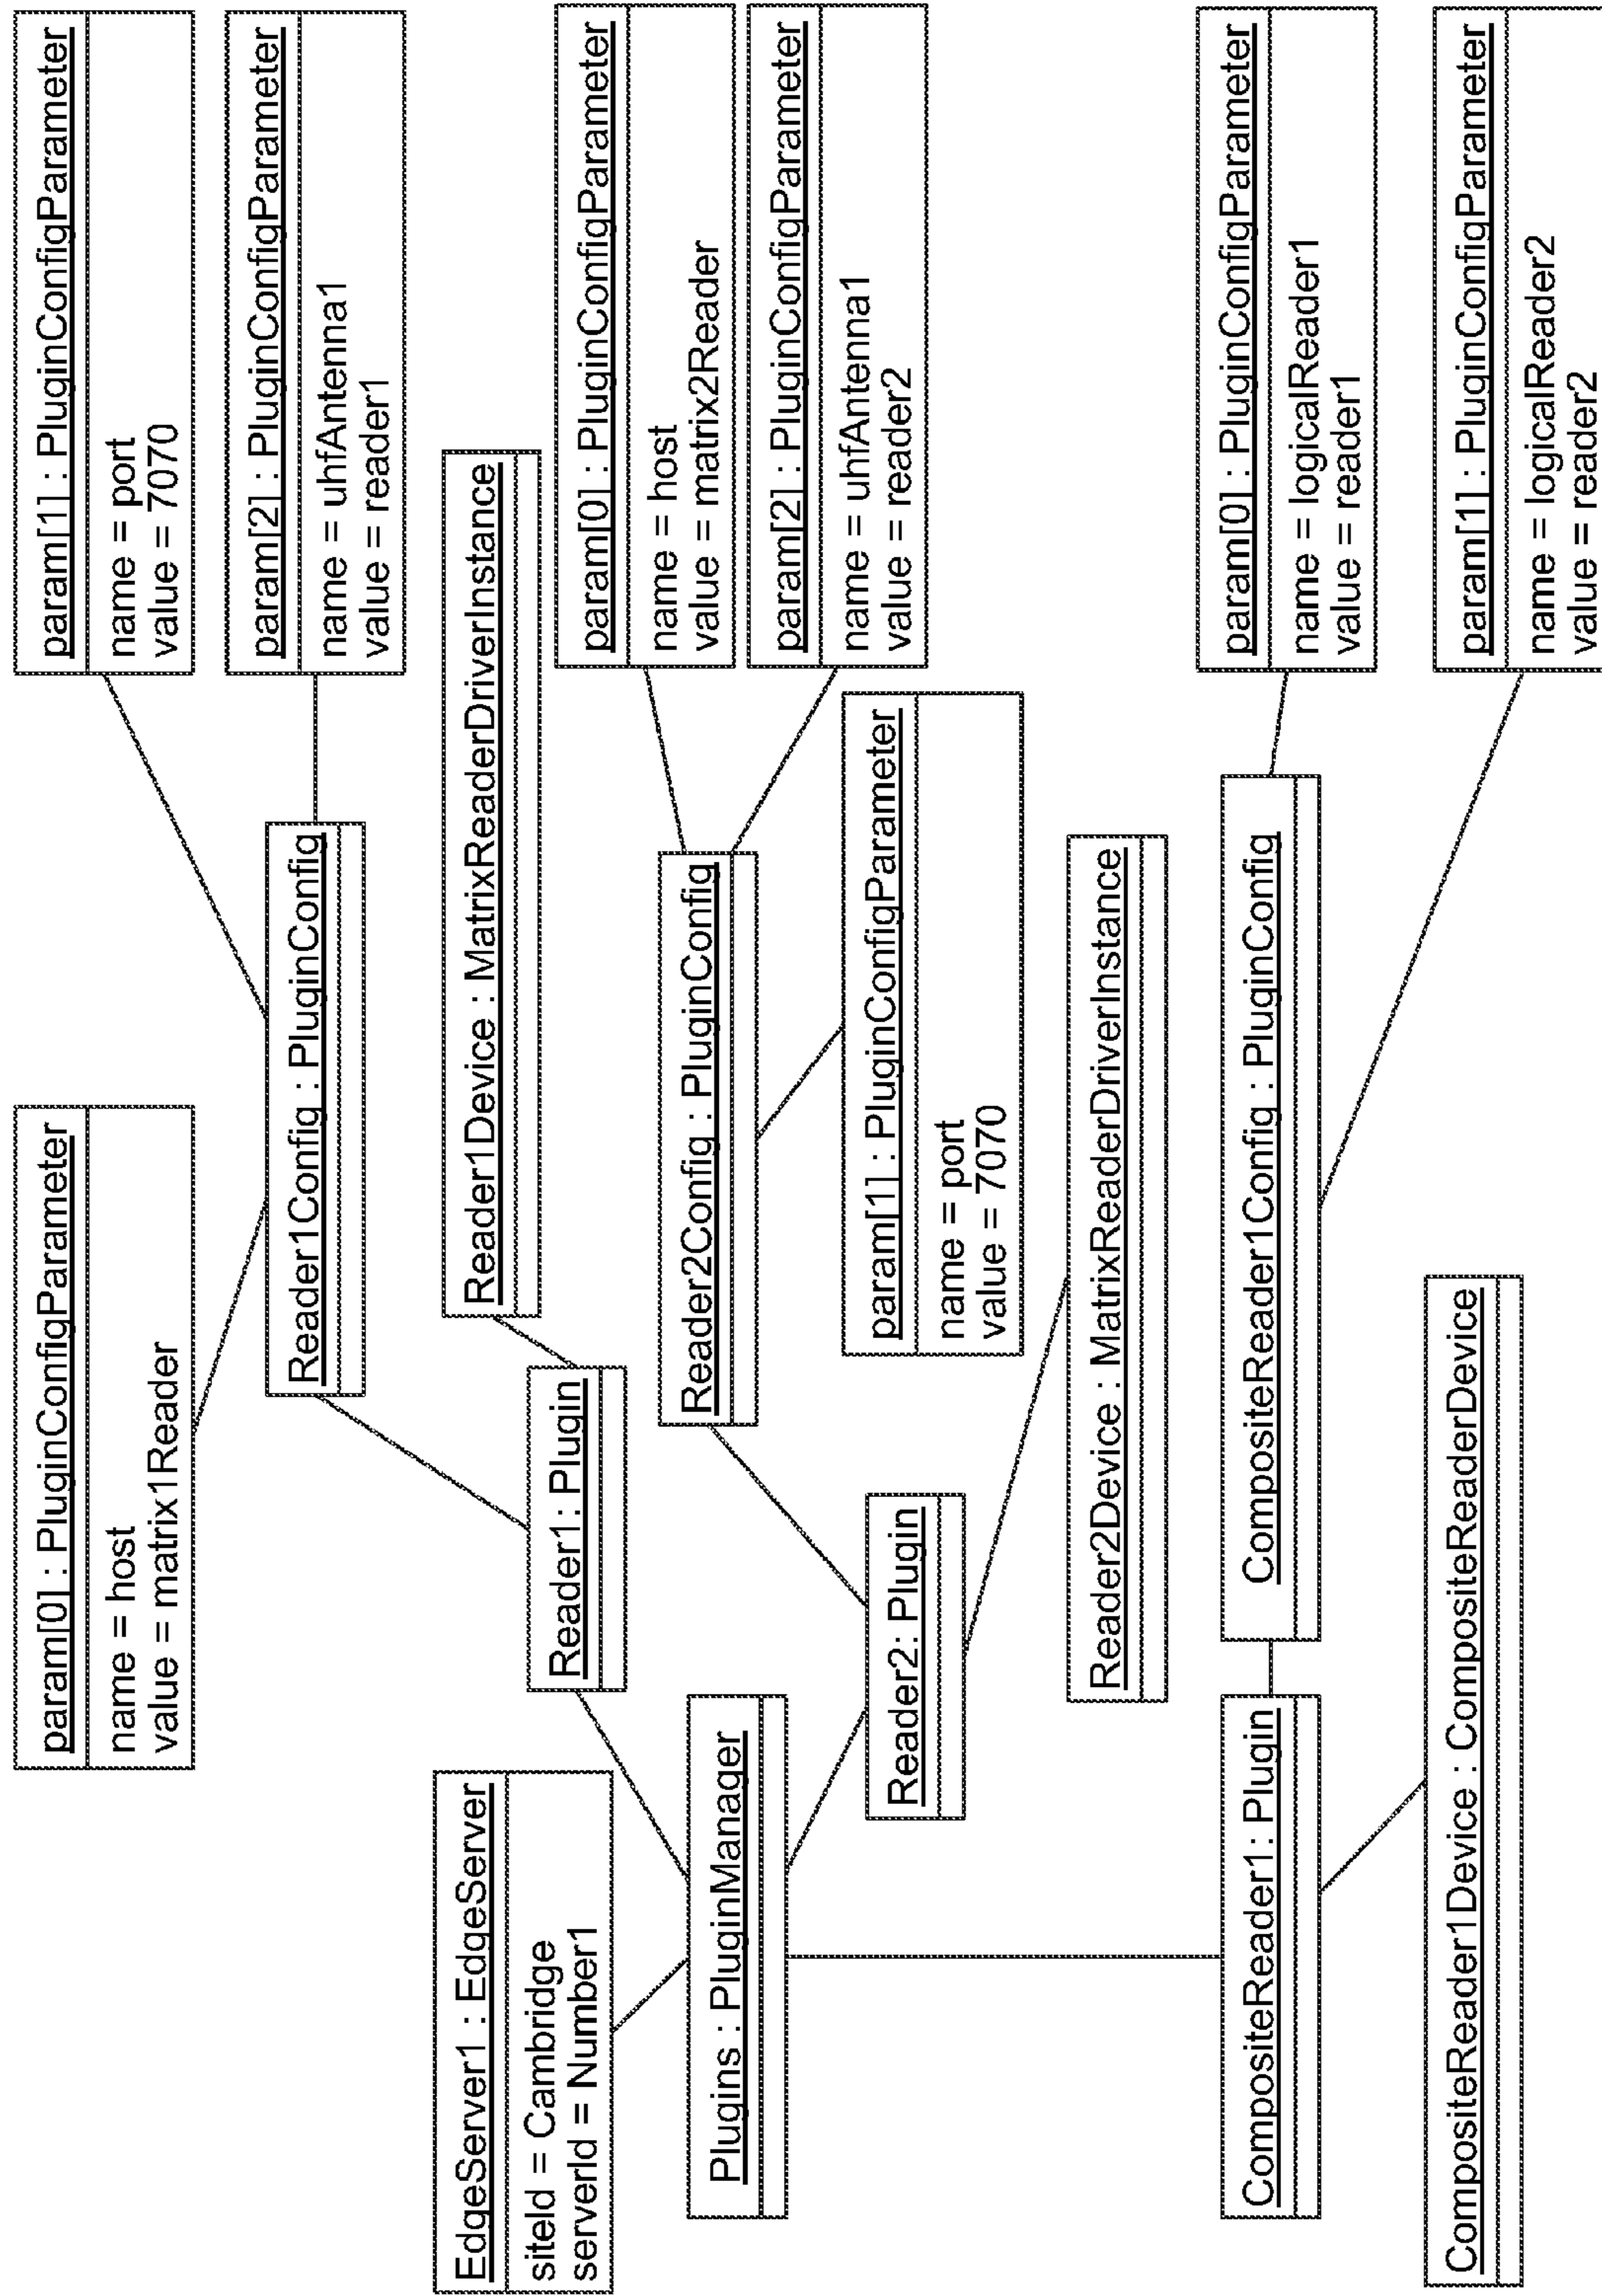 param[0] : PluginConfigParameter
name = host
value = matrix1Reader
param[1] : PluginConfigParameter
name = port
value = 7070
param[2] : PluginConfigParameter
name = uhfAntenna1
value = reader1
Reader1Config : PluginConfig
EdgeServer1 : EdgeServer
siteId = Cambridge
serverId = Number1
Reader1Device : MatrixReaderDriverInstance
Reader1: Plugin
param[0] : PluginConfigParameter
name = host
value = matrix2Reader
Plugins : PluginManager
Reader2Config : PluginConfig
param[2] : PluginConfigParameter
name = uhfAntenna1
value = reader2
Reader2: Plugin
param[1] : PluginConfigParameter
name = port
value = 7070
Reader2Device : MatrixReaderDriverInstance
CompositeReader1: Plugin
CompositeReader1Config : PluginConfig
param[0] : PluginConfigParameter
name = logicalReader1
value = reader1
CompositeReader1Device : CompositeReaderDevice
param[1] : PluginConfigParameter
name = logicalReader2
value = reader2